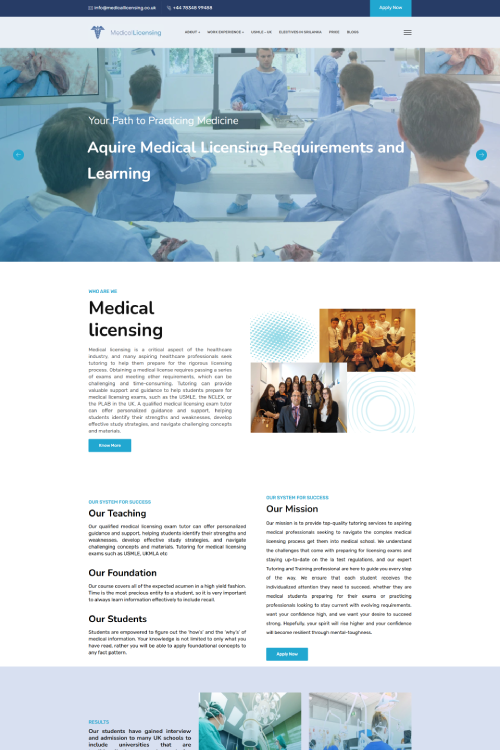 info@medicallicensing.co.uk +44 78548 99488 Apply Now
MedicalLicensing ABOUT WORK EXPERIENCE USMLE - UK ELECTIVES IN SRILANKA PRICE BLOGS
Your Path to Practicing Medicine
Aquire Medical Licensing Requirements and
Learning
WHO ARE WE
Medical
licensing
Medical licensing is a critical aspect of the healthcare
industry, and many aspiring healthcare professionals seek
tutoring to help them prepare for the rigorous licensing
process. Obtaining a medical license requires passing a series
of exams and meeting other requirements, which can be
challenging and time-consuming. Tutoring can provide
valuable support and guidance to help students prepare for
medical licensing exams, such as the USMLE, the NCLEX, or
the PLAB in the UK. A qualified medical licensing exam tutor
can offer personalized guidance and support, helping
students identify their strengths and weaknesses, develop
effective study strategies, and navigate challenging concepts
and materials.
Know More
OUR SYSTEM FOR SUCCESS
Our Teaching
Our qualified medical licensing exam tutor can offer personalized
guidance and support, helping students identify their strengths and
weaknesses, develop effective study strategies, and navigate
challenging concepts and materials. Tutoring for medical licensing
exams such as USMLE, UKMLA etc
Our Foundation
Our course covers all of the expected acumen in a high yield fashion.
Time is the most precious entity to a student, so it is very important
to always learn information effectively to include recall.
Our Students
Students are empowered to figure out the 'how's' and the 'why's' of
medical information. Your knowledge is not limited to only what you
have read, rather you will be able to apply foundational concepts to
any fact pattern.
OUR SYSTEM FOR SUCCESS
Our Mission
Our mission is to provide top-quality tutoring services to aspiring
medical professionals seeking to navigate the complex medical
licensing process get them into medical school. We understand
the challenges that come with preparing for licensing exams and
staying up-to-date on the is test regulations, and our expert
Tutoring and Training professional are here to guide you every step
of the way. We ensure that each student receives the
individualized attention they need to succeed, whether they are
medical students preparing for their exams or practicing
professionals looking to stay current with evolving requirements.
want your confidence high, and we want your desire to succeed
strong. Hopefully, your spirit will rise higher and your confidence
will become resilient through mental-toughness.
Apply Now
RESULTS
Our students have gained interview
and admission to many UK schools to
include universities that are